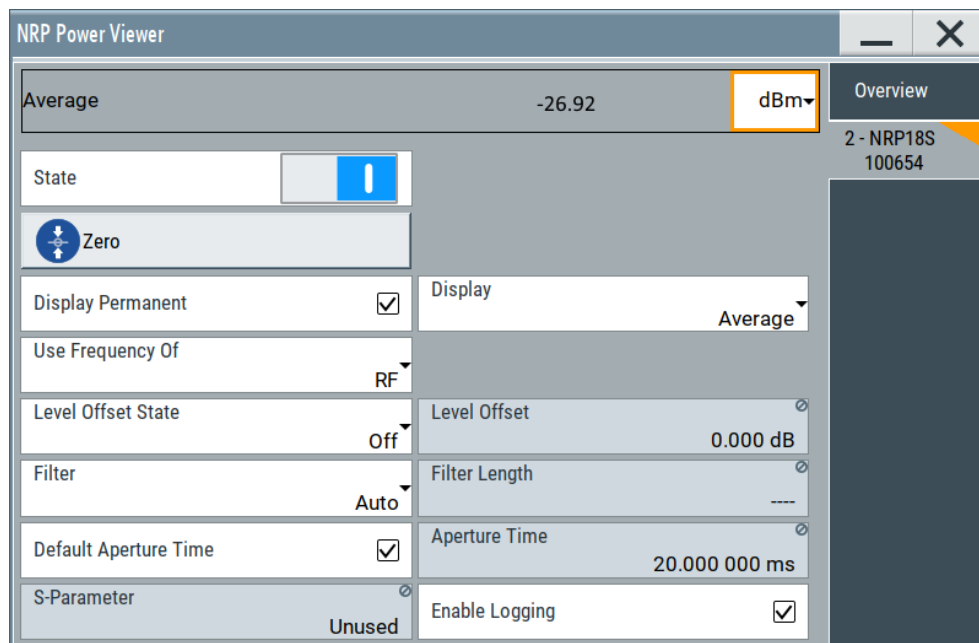 NRP Power Viewer
Average -26.92 dBm
Overview
2 - NRP18S
100654
State
Zero
Display Permanent
Display
Average
Use Frequency Of
RF
Level Offset State
Off
Level Offset
0.000 dB
Filter
Auto
Filter Length
----
Default Aperture Time
Aperture Time
20.000 000 ms
S-Parameter
Unused
Enable Logging